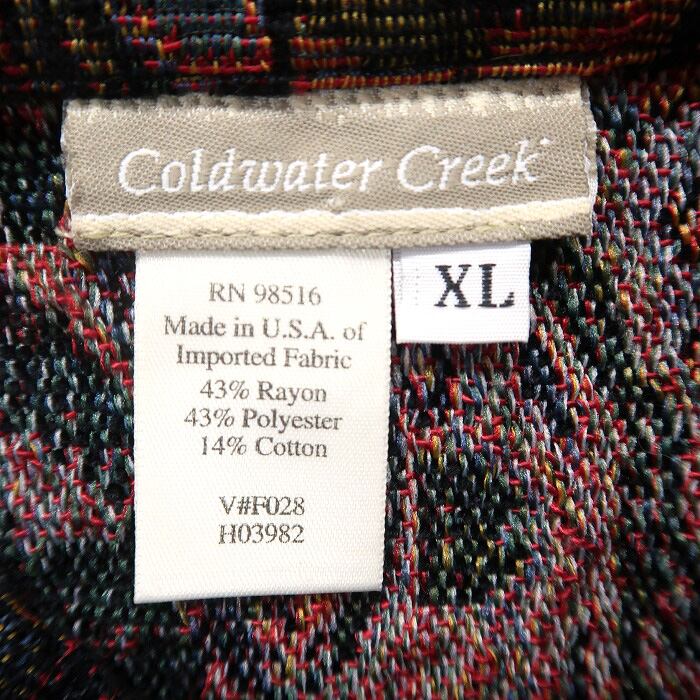 Coldwater Creek
XL
RN 98516
Made in U.S.A. of
Imported Fabric
43% Rayon
43% Polyester
14% Cotton
V#F028
H03982